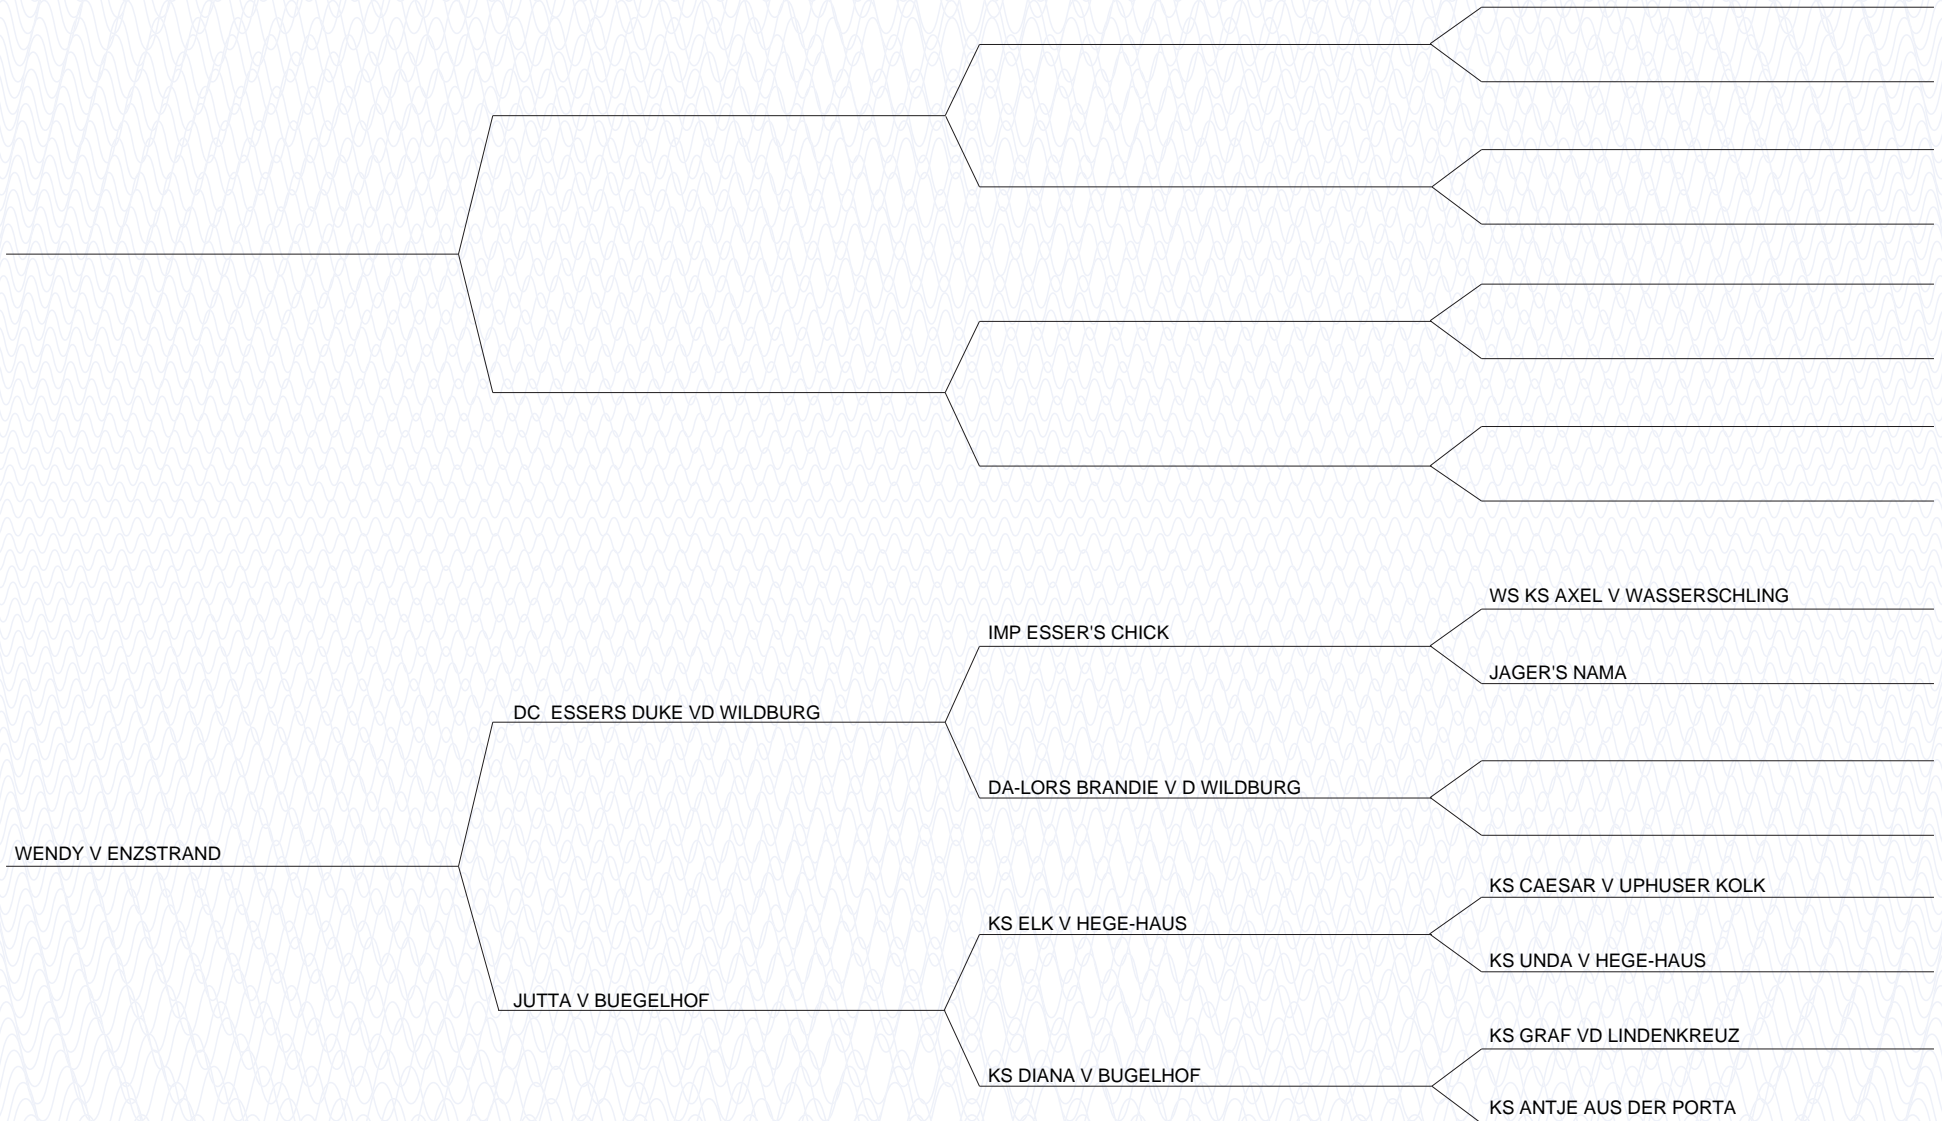 WS KS AXEL V WASSERSCHLING
IMP ESSER'S CHICK
JAGER'S NAMA
DC  ESSERS DUKE VD WILDBURG
DA-LORS BRANDIE V D WILDBURG
WENDY V ENZSTRAND
KS CAESAR V UPHUSER KOLK
KS ELK V HEGE-HAUS
KS UNDA V HEGE-HAUS
JUTTA V BUEGELHOF
KS GRAF VD LINDENKREUZ
KS DIANA V BUGELHOF
KS ANTJE AUS DER PORTA